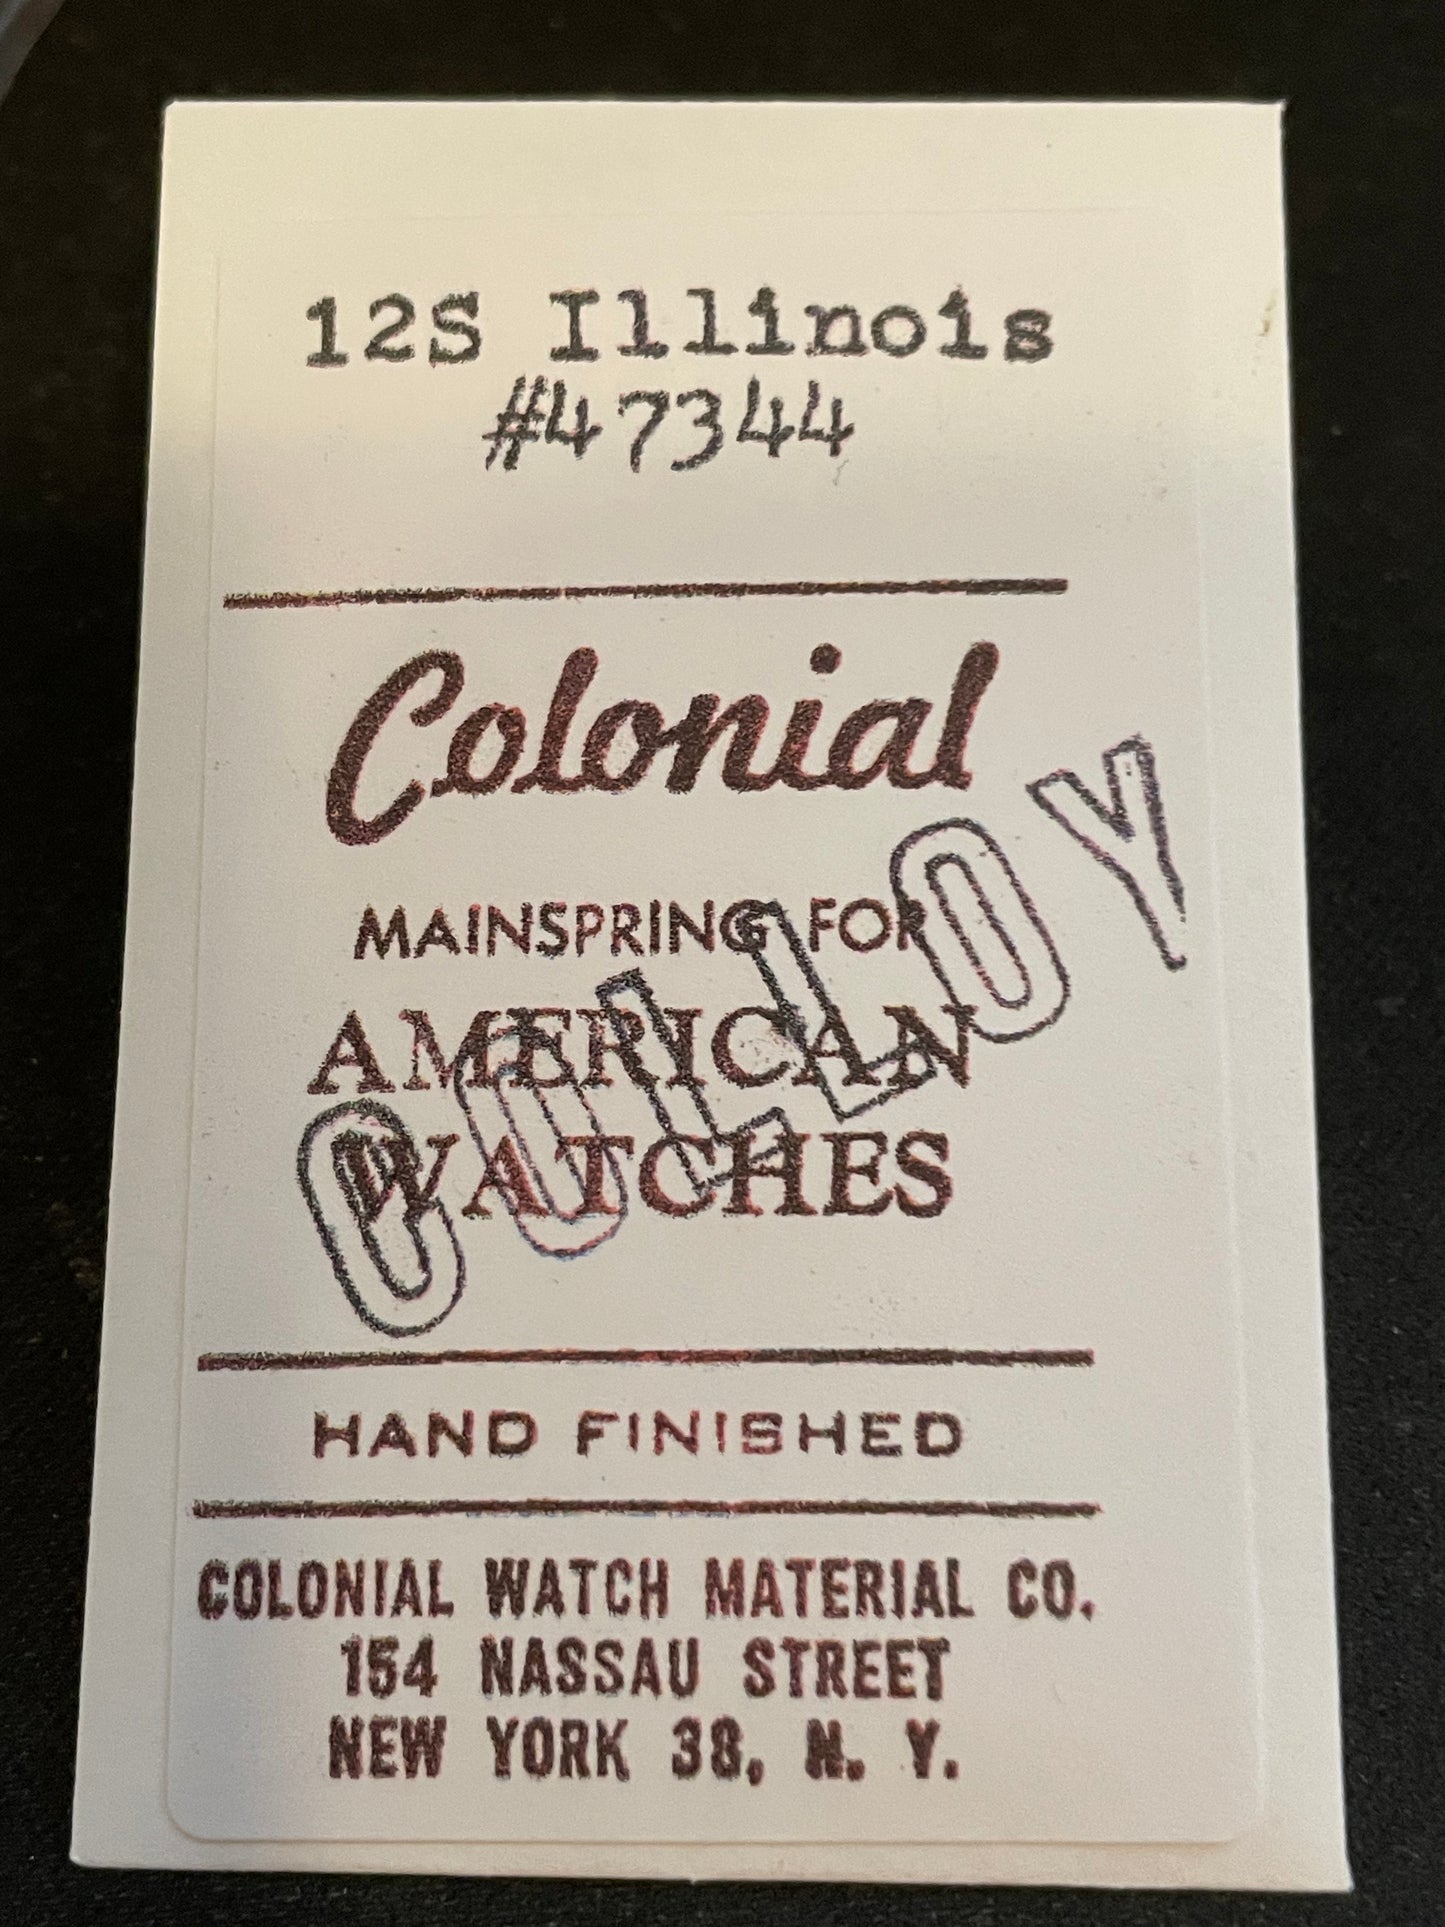 12S Illinois
#47344
Colonial
MAINSPRING FOR
AMERICAN
WATCHES
COLLOY
HAND FINISHED
COLONIAL WATCH MATERIAL CO.
154 NASSAU STREET
NEW YORK 38, N. Y.